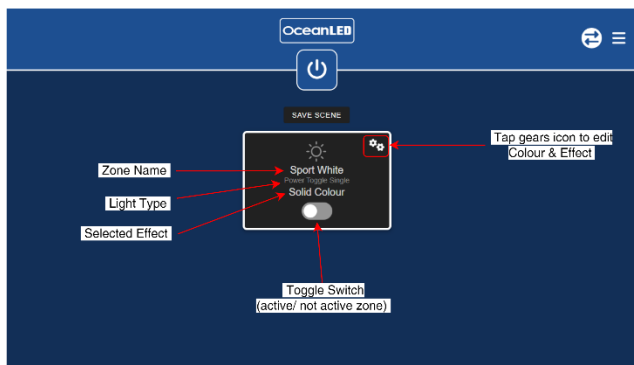 OceanLED
SAVE SCENE
Tap gears icon to edit
Colour & Effect
Zone Name
Sport White
Power Toggle Single
Light Type
Solid Colour
Selected Effect
Toggle Switch
(active/ not active zone)